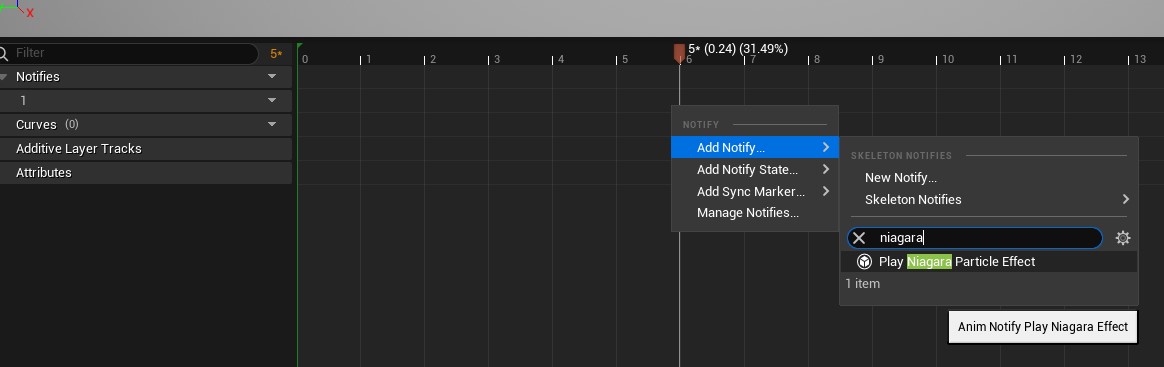 X
Filter
5*
5* (0.24) (31.49%)
0 1 2 3 4 5 6 7 8 9 10 11 12 13
Notifies
1
Curves (0)
Additive Layer Tracks
Attributes
NOTIFY
Add Notify...
Add Notify State...
Add Sync Marker...
Manage Notifies...
SKELETON NOTIFIES
New Notify...
Skeleton Notifies
niagara
Play Niagara Particle Effect
1 item
Anim Notify Play Niagara Effect